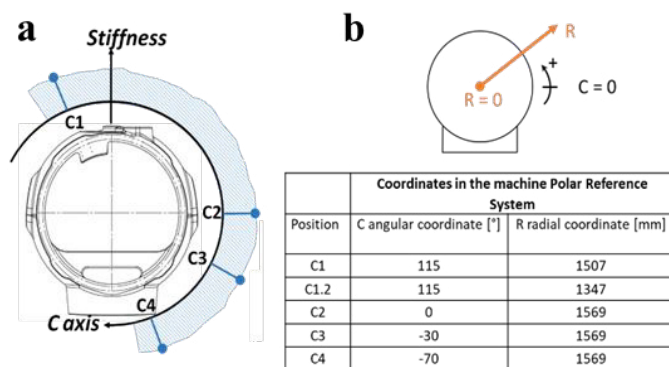 a
Stiffness
C1
C2
C3
C4
C axis
b
R
R = 0
+
C = 0
Coordinates in the machine Polar Reference
System
Position C angular coordinate [°] R radial coordinate [mm]
C1 115 1507
C1.2 115 1347
C2 0 1569
C3 -30 1569
C4 -70 1569